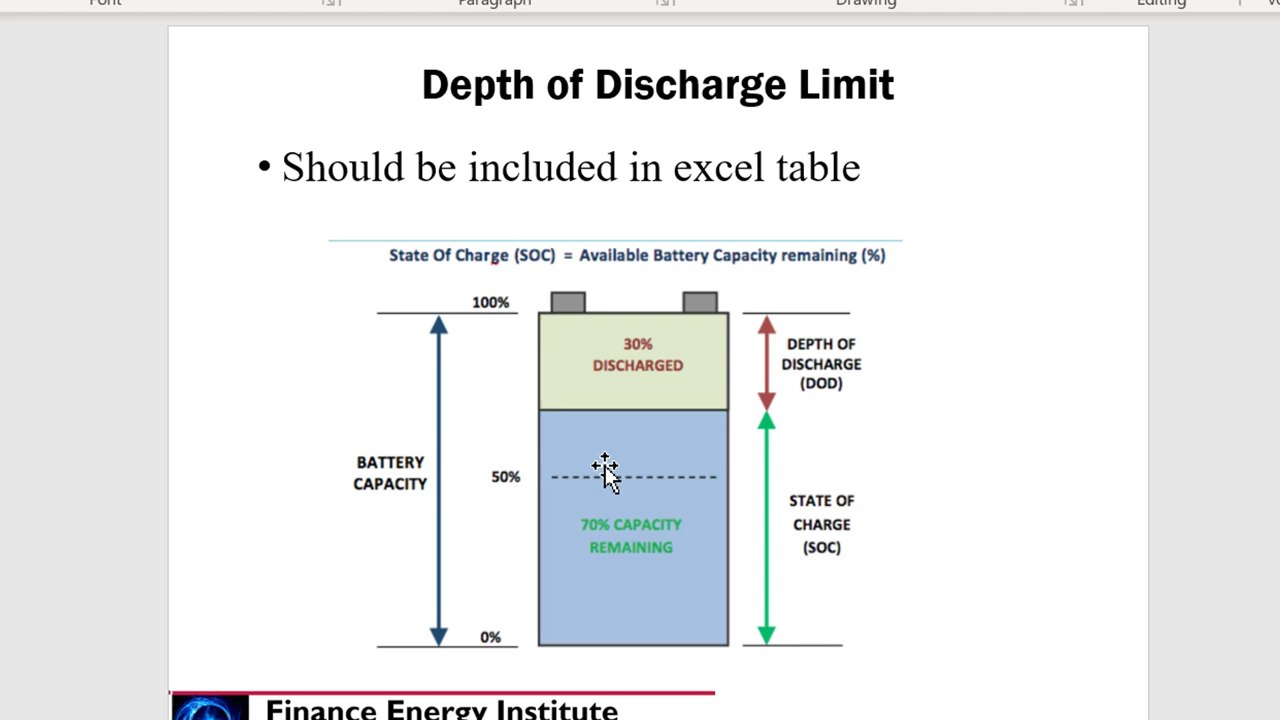 Font Paragraph Drawing Editing
Depth of Discharge Limit
• Should be included in excel table
State Of Charge (SOC) = Available Battery Capacity remaining (%)
100%
30%
DISCHARGED
DEPTH OF
DISCHARGE
(DOD)
BATTERY
CAPACITY
50%
70% CAPACITY
REMAINING
STATE OF
CHARGE
(SOC)
0%
Finance Energy Institute